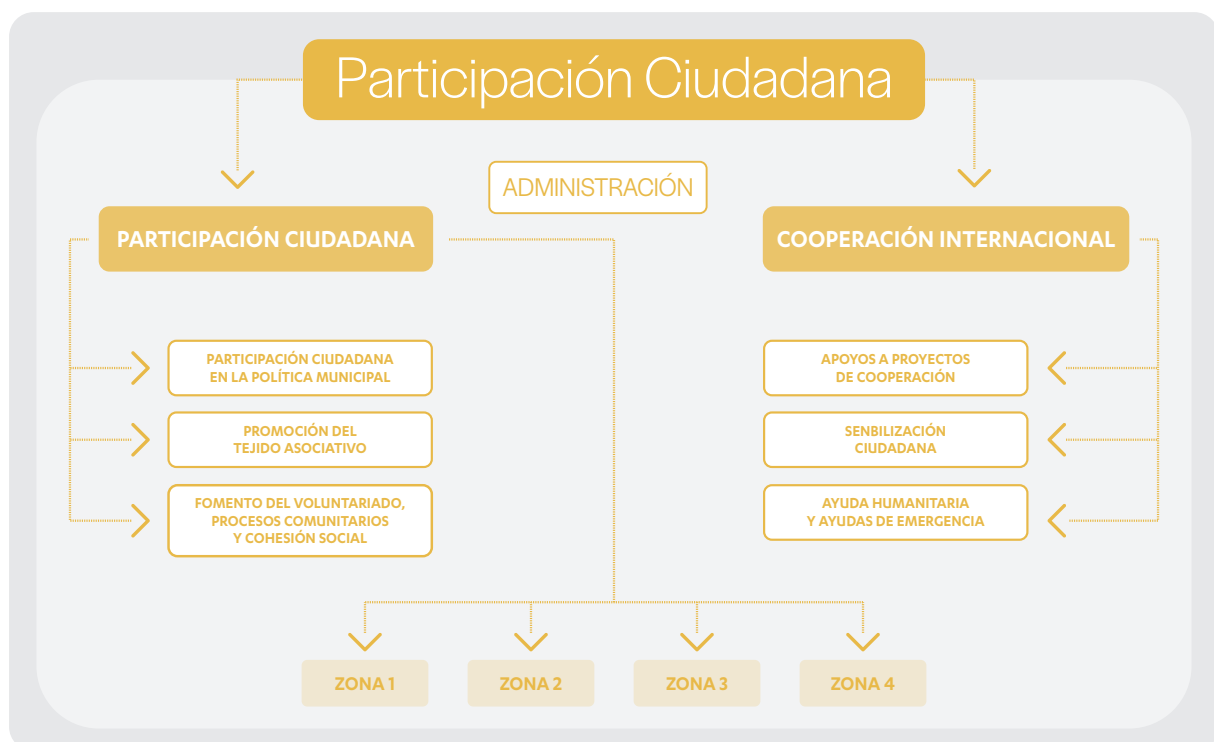 Participación Ciudadana
ADMINISTRACIÓN
PARTICIPACIÓN CIUDADANA
COOPERACIÓN INTERNACIONAL
PARTICIPACIÓN CIUDADANA
EN LA POLÍTICA MUNICIPAL
PROMOCIÓN DEL
TEJIDO ASOCIATIVO
FOMENTO DEL VOLUNTARIADO,
PROCESOS COMUNITARIOS
Y COHESIÓN SOCIAL
APOYOS A PROYECTOS
DE COOPERACIÓN
SENBILIZACIÓN
CIUDADANA
AYUDA HUMANITARIA
Y AYUDAS DE EMERGENCIA
ZONA 1
ZONA 2
ZONA 3
ZONA 4